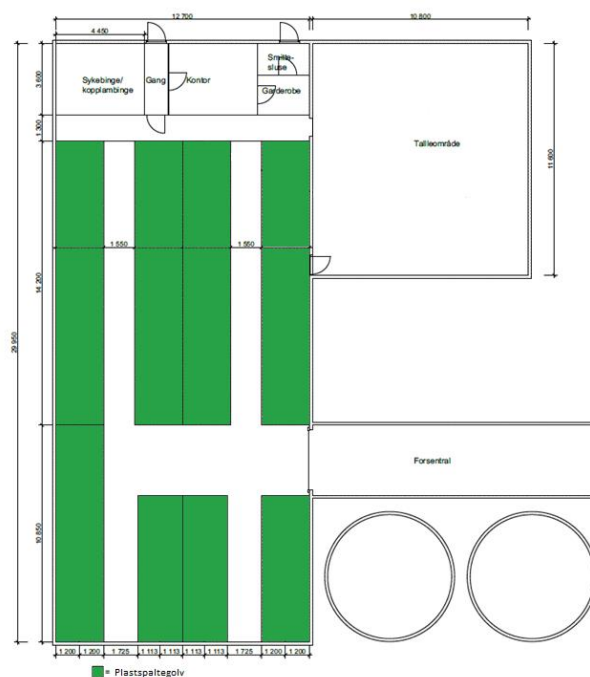 12 700
10 800
4 450
3 600
Sykebinge/
kopplambinge
Gang
Kontor
Smitte-
sluse
Garderobe
1 300
Tallleområde
11 600
1 550
1 550
14 200
29 950
Forsentral
10 850
1 200
1 200
1 725
1 113
1 113
1 113
1 113
1 725
1 200
1 200
= Plastspaltegolv